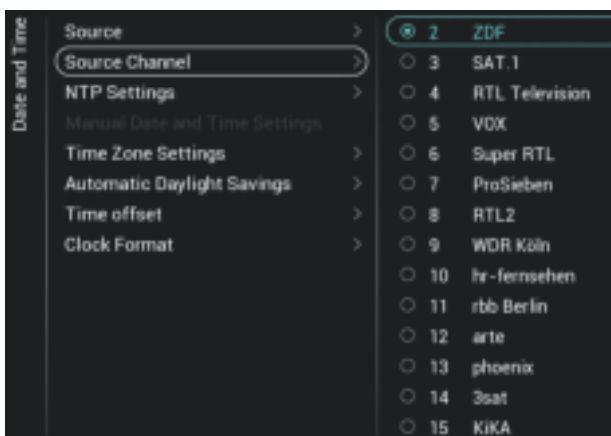 Date and Time
Source
Source Channel
NTP Settings
Manual Date and Time Settings
Time Zone Settings
Automatic Daylight Savings
Time offset
Clock Format
2 ZDF
3 SAT.1
4 RTL Television
5 VOX
6 Super RTL
7 ProSieben
8 RTL2
9 WDR Köln
10 hr-fernsehen
11 rbb Berlin
12 arte
13 phoenix
14 3sat
15 KiKA